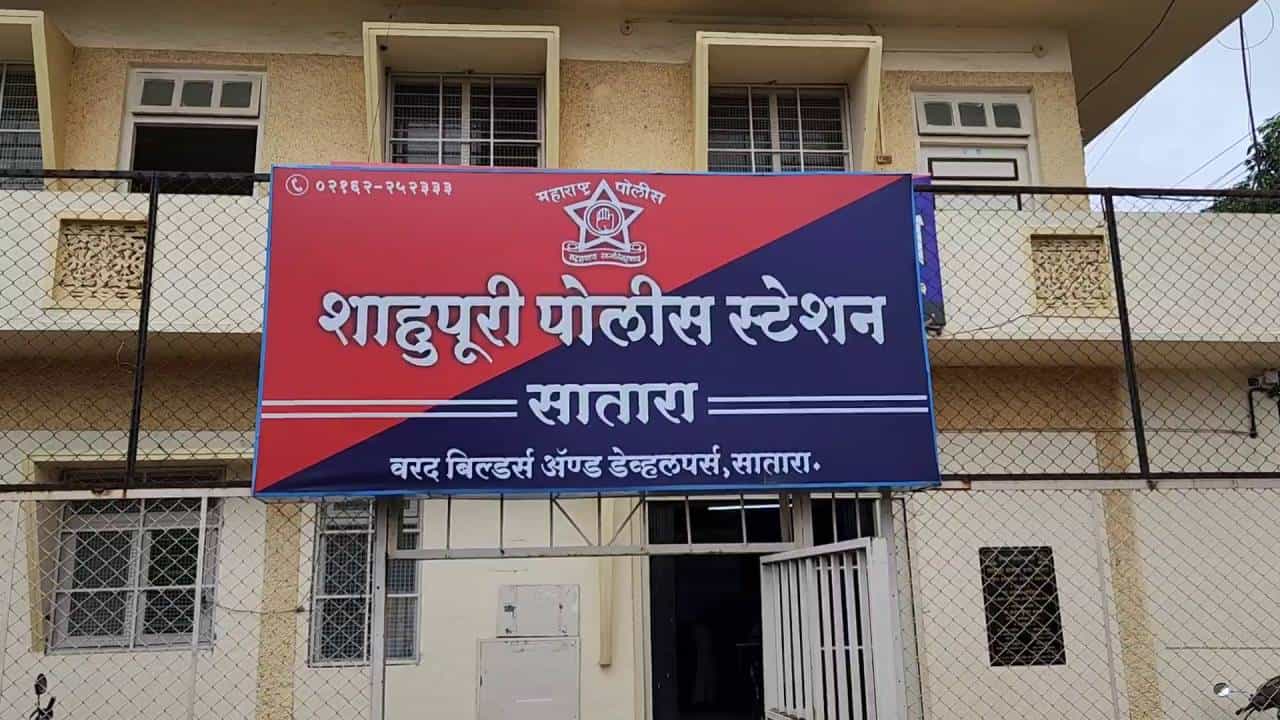 ०२१६२-२५२३३३
महाराष्ट्र पोलीस
शाहुपूरी पोलीस स्टेशन
सातारा
वरद बिल्डर्स ॲण्ड डेव्हलपर्स,सातारा.